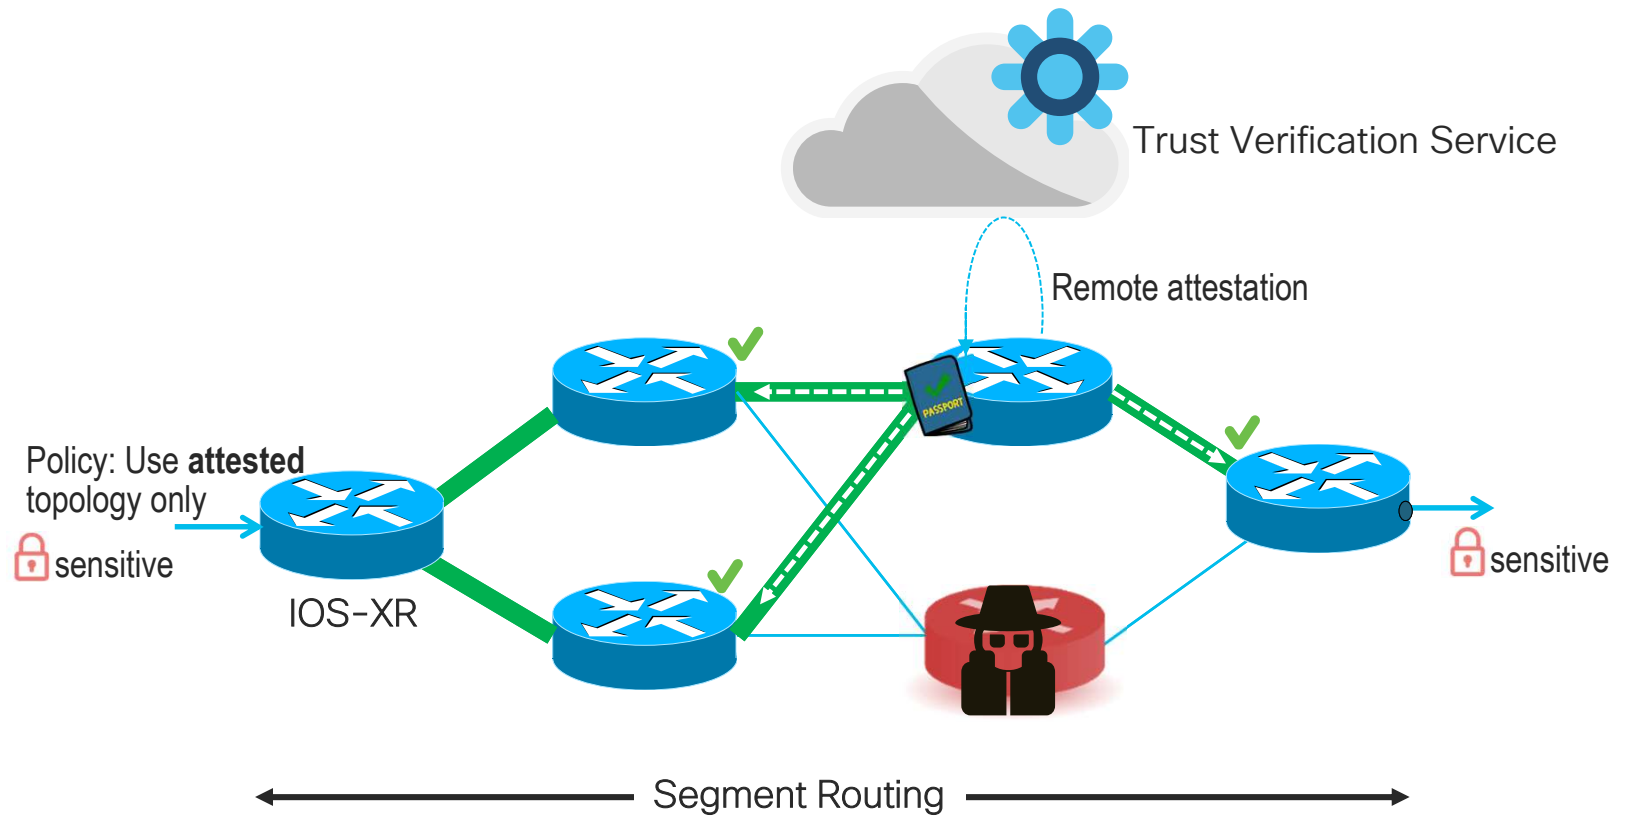 Trust Verification Service
Remote attestation
PASSPORT
Policy: Use attested
topology only
sensitive
IOS-XR
sensitive
Segment Routing